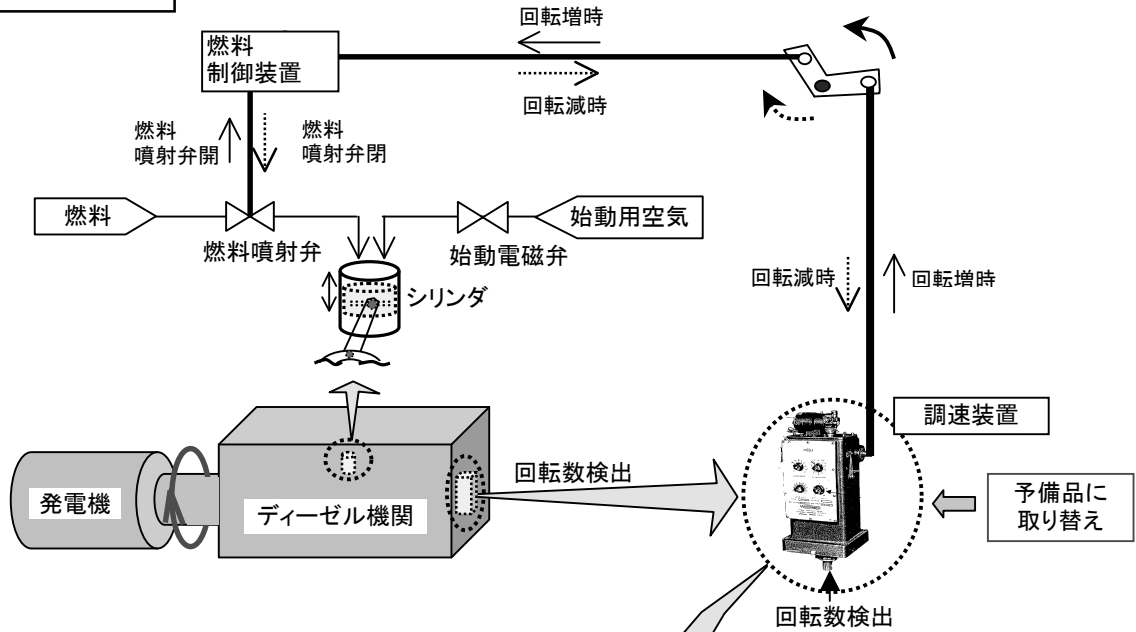 回転増時
燃料
制御装置
回転減時
燃料
噴射弁開
燃料
噴射弁閉
燃料
始動用空気
燃料噴射弁
始動電磁弁
回転減時
回転増時
シリンダ
調速装置
回転数検出
発電機
ディーゼル機関
予備品に
取り替え
回転数検出